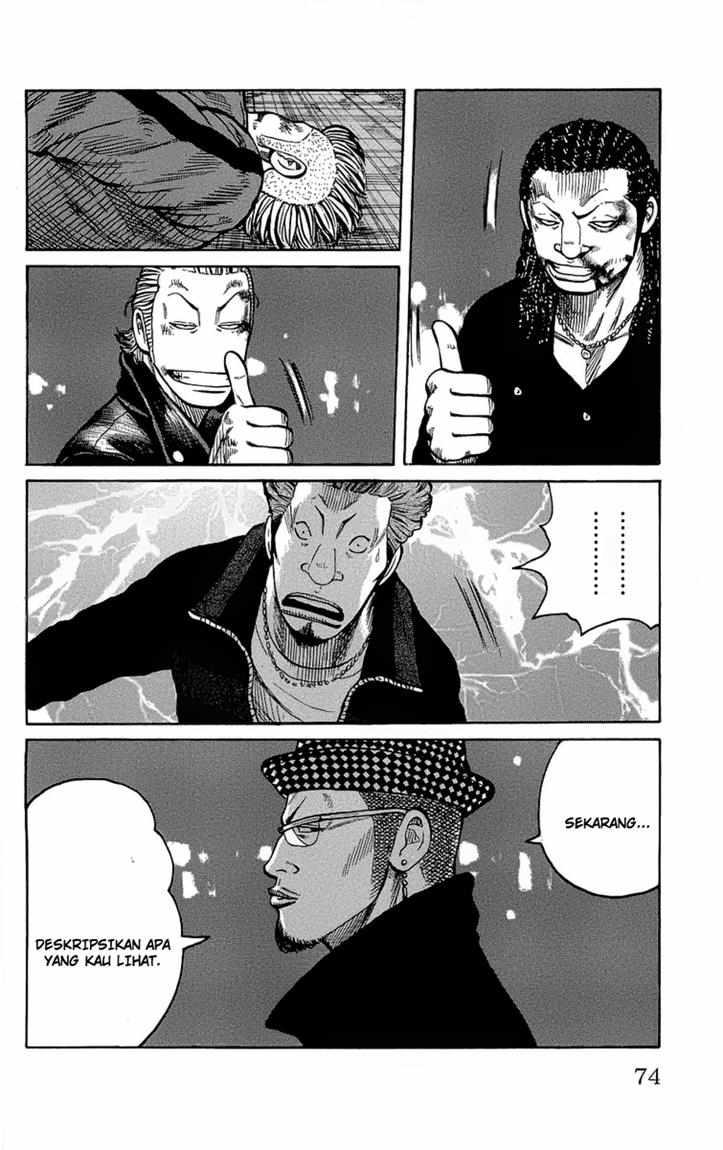 ............
SEKARANG...
DESKRIPSIKAN APA
YANG KAU LIHAT.
74